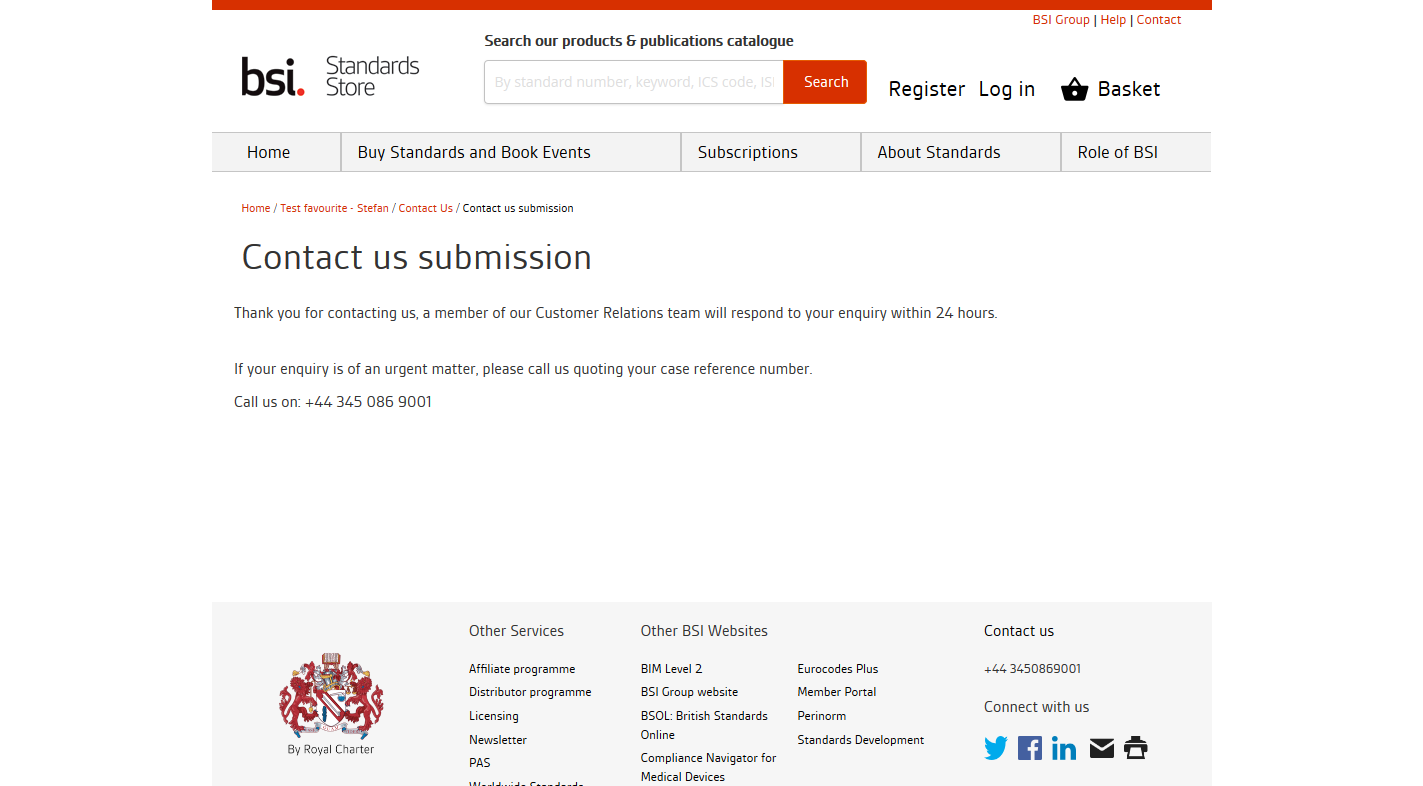 BSI Group | Help | Contact
Search our products & publications catalogue
bsi. Standards Store
By standard number, keyword, ICS code, ISI
Search
Register Log in Basket
Home Buy Standards and Book Events Subscriptions About Standards Role of BSI
Home / Test favourite - Stefan / Contact Us / Contact us submission
Contact us submission
Thank you for contacting us, a member of our Customer Relations team will respond to your enquiry within 24 hours.
If your enquiry is of an urgent matter, please call us quoting your case reference number.
Call us on: +44 345 086 9001
By Royal Charter
Other Services
Affiliate programme
Distributor programme
Licensing
Newsletter
PAS
Worldwide Standards
Other BSI Websites
BIM Level 2
BSI Group website
BSOL: British Standards
Online
Compliance Navigator for
Medical Devices
Eurocodes Plus
Member Portal
Perinorm
Standards Development
Contact us
+44 3450869001
Connect with us